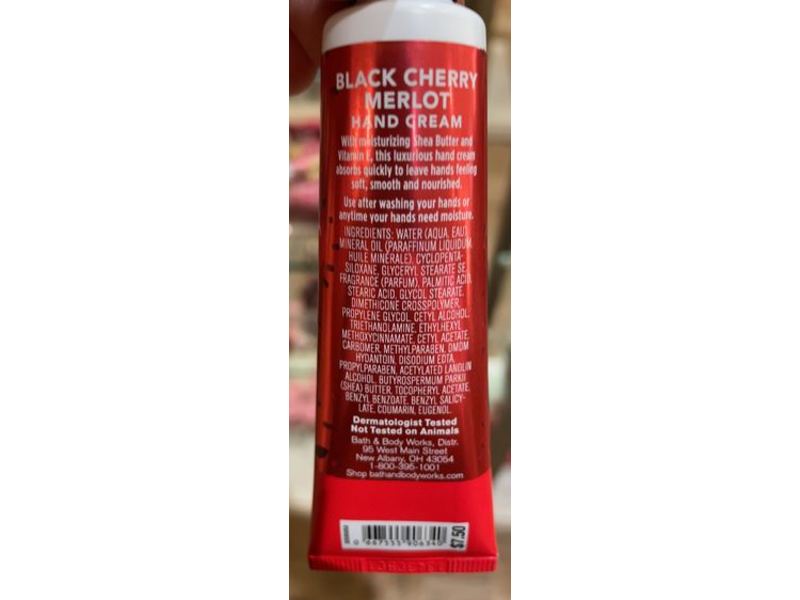 BLACK CHERRY
MERLOT
HAND CREAM
With moisturizing Shea Butter and
Vitamin E, this luxurious hand cream
absorbs quickly to leave hands feeling
soft, smooth and nourished.
Use after washing your hands or
anytime your hands need moisture.
INGREDIENTS: WATER (AQUA, EAU),
MINERAL OIL (PARAFFINUM LIQUIDUM,
HUILE MINÉRALE), CYCLOPENTA-
SILOXANE, GLYCERYL STEARATE SE,
FRAGRANCE (PARFUM), PALMITIC ACID,
STEARIC ACID, GLYCOL STEARATE,
DIMETHICONE CROSSPOLYMER,
PROPYLENE GLYCOL, CETYL ALCOHOL,
TRIETHANOLAMINE, ETHYLHEXYL
METHOXYCINNAMATE, CETYL ACETATE,
CARBOMER, METHYLPARABEN, DMDM
HYDANTOIN, DISODIUM EDTA,
PROPYLPARABEN, ACETYLATED LANOLIN
ALCOHOL, BUTYROSPERMUM PARKII
(SHEA) BUTTER, TOCOPHERYL ACETATE,
BENZYL BENZOATE, BENZYL SALICY-
LATE, COUMARIN, EUGENOL.
Dermatologist Tested
Not Tested on Animals
Bath & Body Works, Distr.
95 West Main Street
New Albany, OH 43054
1-800-395-1001
Shop bathandbodyworks.com
0 667555 906340
$7.50